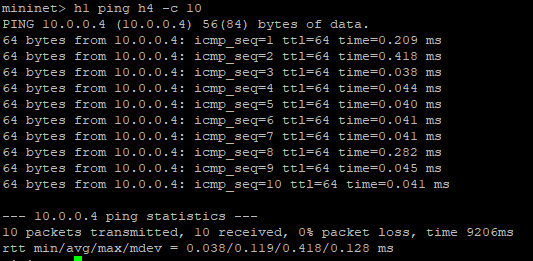 mininet> h1 ping h4 -c 10
PING 10.0.0.4 (10.0.0.4) 56(84) bytes of data.
64 bytes from 10.0.0.4: icmp_seq=1 ttl=64 time=0.209 ms
64 bytes from 10.0.0.4: icmp_seq=2 ttl=64 time=0.418 ms
64 bytes from 10.0.0.4: icmp_seq=3 ttl=64 time=0.038 ms
64 bytes from 10.0.0.4: icmp_seq=4 ttl=64 time=0.044 ms
64 bytes from 10.0.0.4: icmp_seq=5 ttl=64 time=0.040 ms
64 bytes from 10.0.0.4: icmp_seq=6 ttl=64 time=0.041 ms
64 bytes from 10.0.0.4: icmp_seq=7 ttl=64 time=0.041 ms
64 bytes from 10.0.0.4: icmp_seq=8 ttl=64 time=0.282 ms
64 bytes from 10.0.0.4: icmp_seq=9 ttl=64 time=0.045 ms
64 bytes from 10.0.0.4: icmp_seq=10 ttl=64 time=0.041 ms
--- 10.0.0.4 ping statistics ---
10 packets transmitted, 10 received, 0% packet loss, time 9206ms
rtt min/avg/max/mdev = 0.038/0.119/0.418/0.128 ms